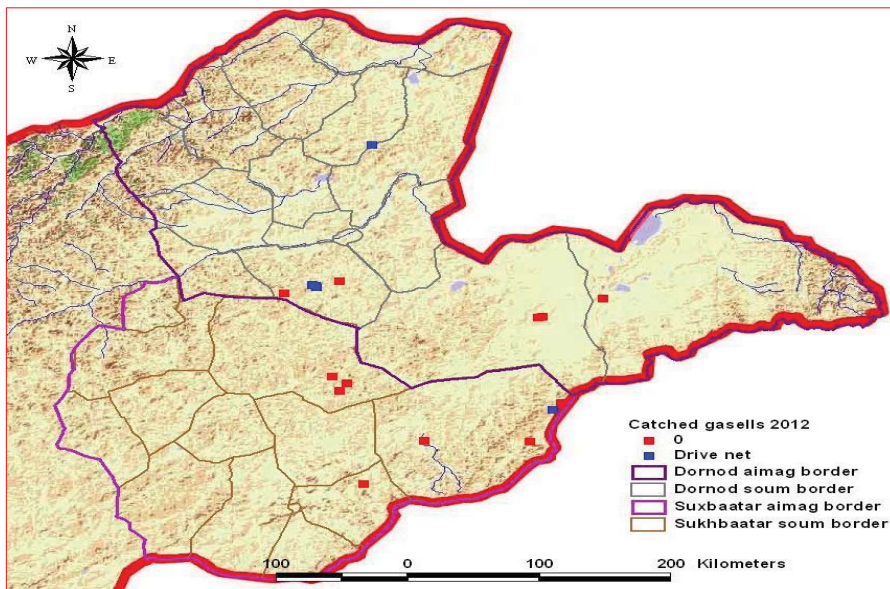 N
W E
S
Catched gasells 2012
0
Drive net
Dornod aimag border
Dornod soum border
Suxbaatar aimag border
Sukhbaatar soum border
100 0 100 200 Kilometers